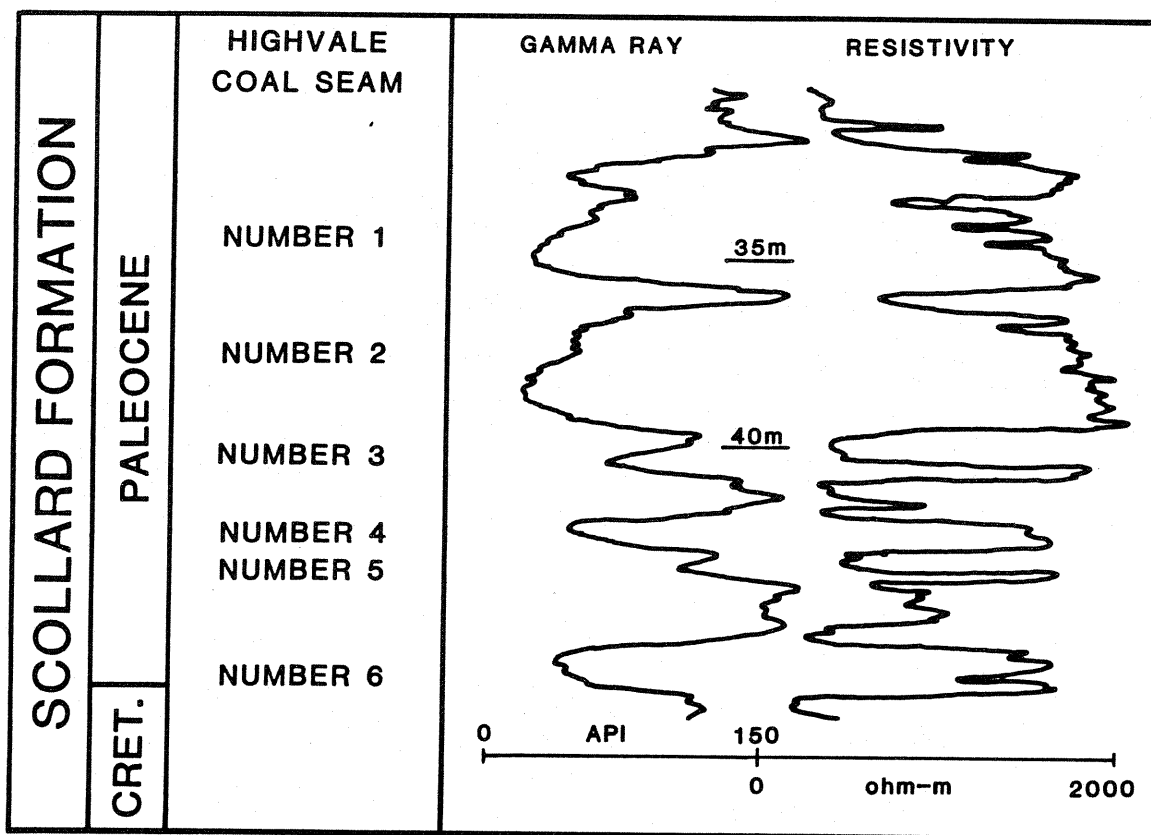 SCOLLARD FORMATION
PALEOCENE
CRET.
HIGHVALE
COAL SEAM
NUMBER 1
NUMBER 2
NUMBER 3
NUMBER 4
NUMBER 5
NUMBER 6
GAMMA RAY RESISTIVITY
35m
40m
0 API 150
0 ohm-m 2000